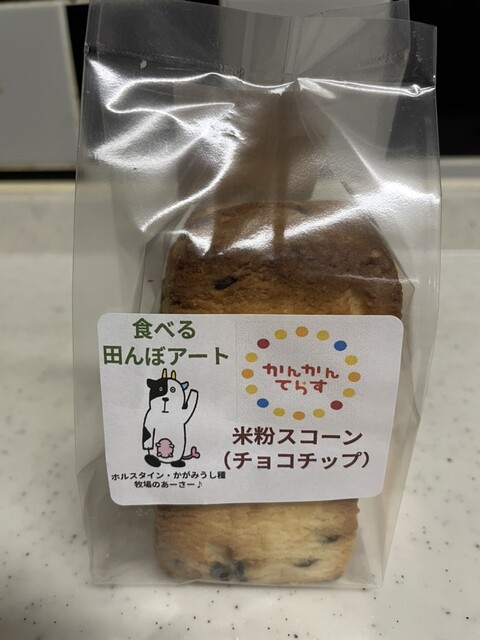 食べる
田んぼアート
かんかん
てらす
米粉スコーン
（チョコチップ）
ホルスタイン・かがみうし種
牧場のあーさー♪